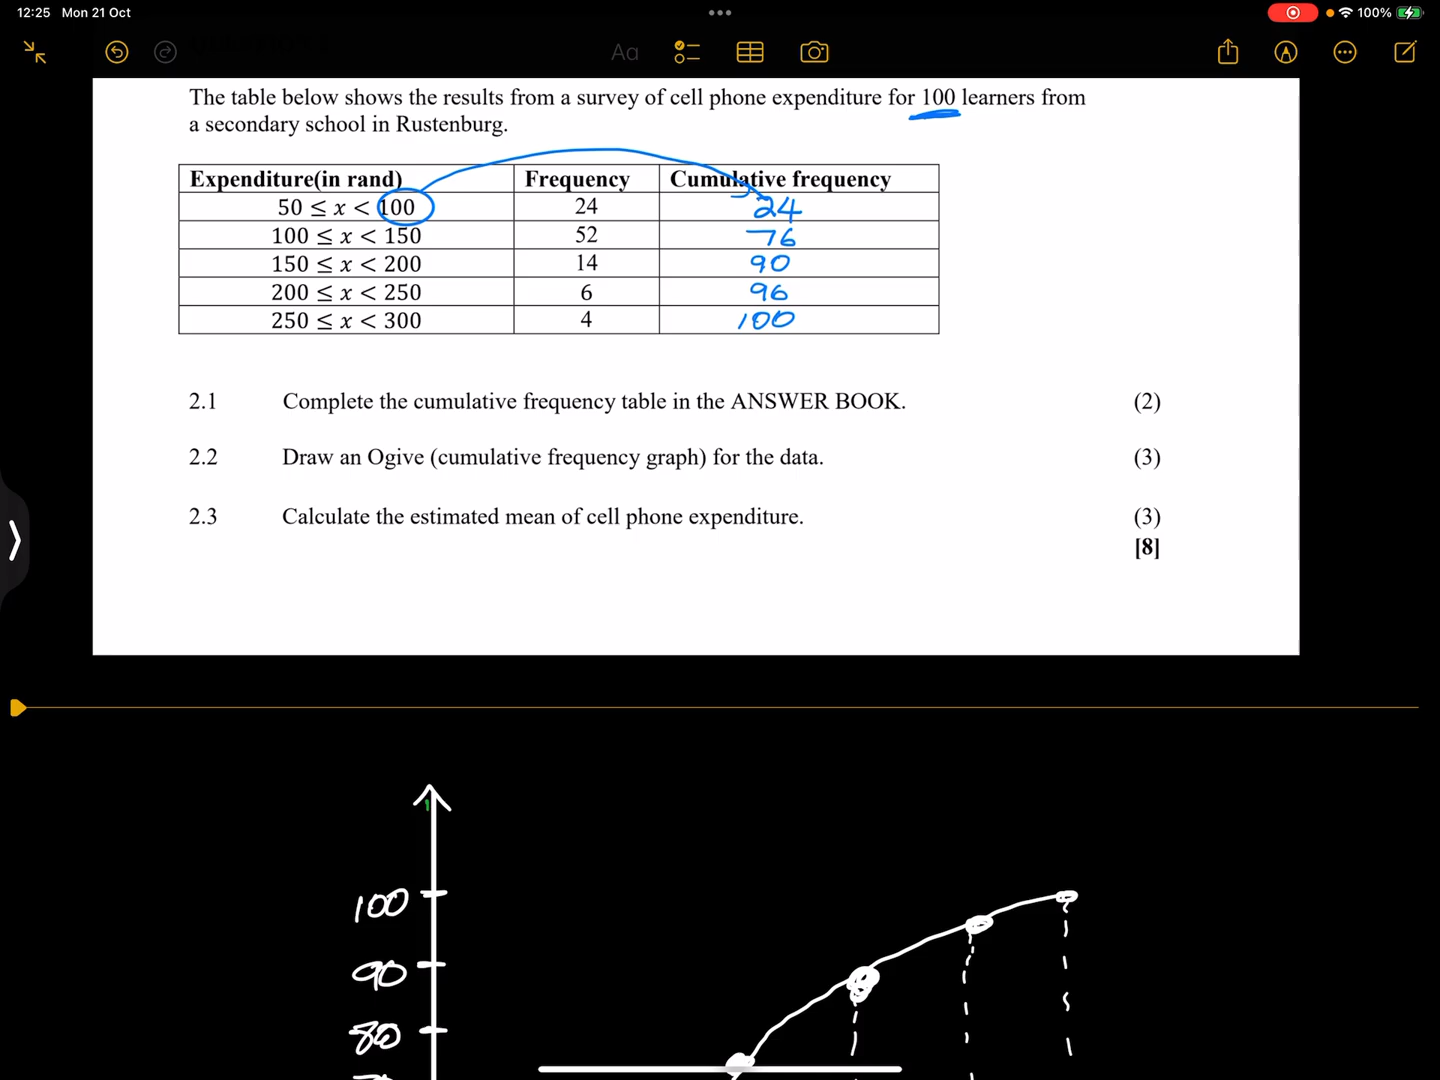 12:25 Mon 21 Oct 100%
Aa
The table below shows the results from a survey of cell phone expenditure for 100 learners from
a secondary school in Rustenburg.
Expenditure(in rand) Frequency Cumulative frequency
50 ≤ x < 100 24 24
100 ≤ x < 150 52 76
150 ≤ x < 200 14 90
200 ≤ x < 250 6 96
250 ≤ x < 300 4 100
2.1 Complete the cumulative frequency table in the ANSWER BOOK. (2)
2.2 Draw an Ogive (cumulative frequency graph) for the data. (3)
2.3 Calculate the estimated mean of cell phone expenditure. (3)
[8]
100
90
80